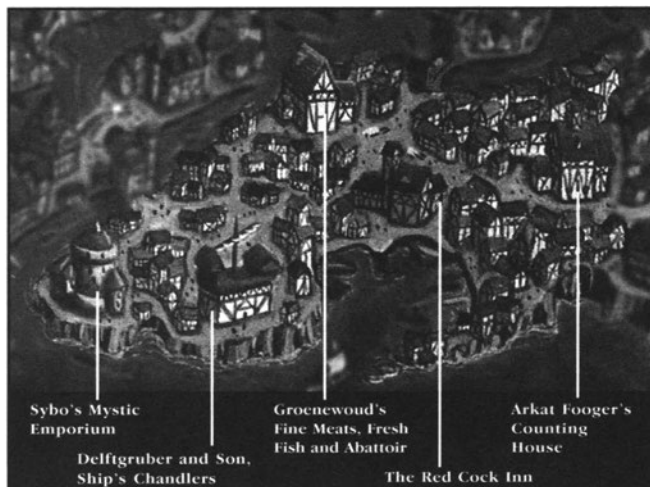 Sybo's Mystic
Emporium
Delftgruber and Son,
Ship's Chandlers
Groenewoud's
Fine Meats, Fresh
Fish and Abattoir
The Red Cock Inn
Arkat Fooger's
Counting
House